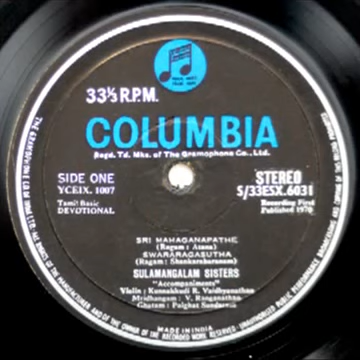 33⅓ R.P.M.
COLUMBIA
Regd. Td. Mks. of The Gramophone Co., Ltd.
SIDE ONE
YCEIX. 1007
Tamil Basic
DEVOTIONAL
STEREO
S/33ESX.6031
Recording First
Published 1970
SRI MAHAGANAPATHE
(Ragam : Atana)
SWARARAGASUTHA
(Ragam : Shankarabaranam)
SULAMANGALAM SISTERS
"Accompaniments"
Violin : Kunnakkudi R. Vaidyanathan
Mridhangam : V. Ranganathan
Ghatam : Palghat Sundaram
MADE IN INDIA